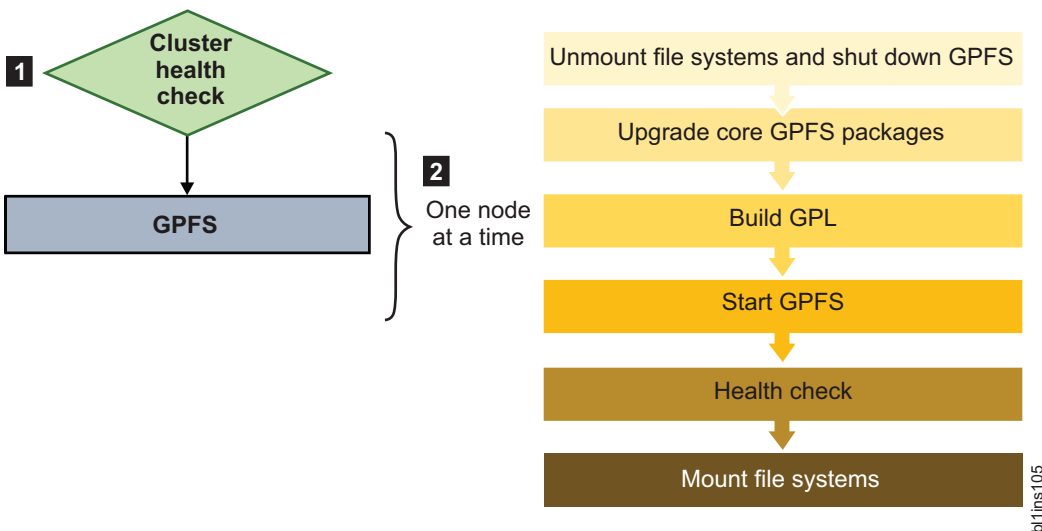 1
Cluster
health
check
GPFS
2
One node
at a time
Unmount file systems and shut down GPFS
Upgrade core GPFS packages
Build GPL
Start GPFS
Health check
Mount file systems
bl1ins105